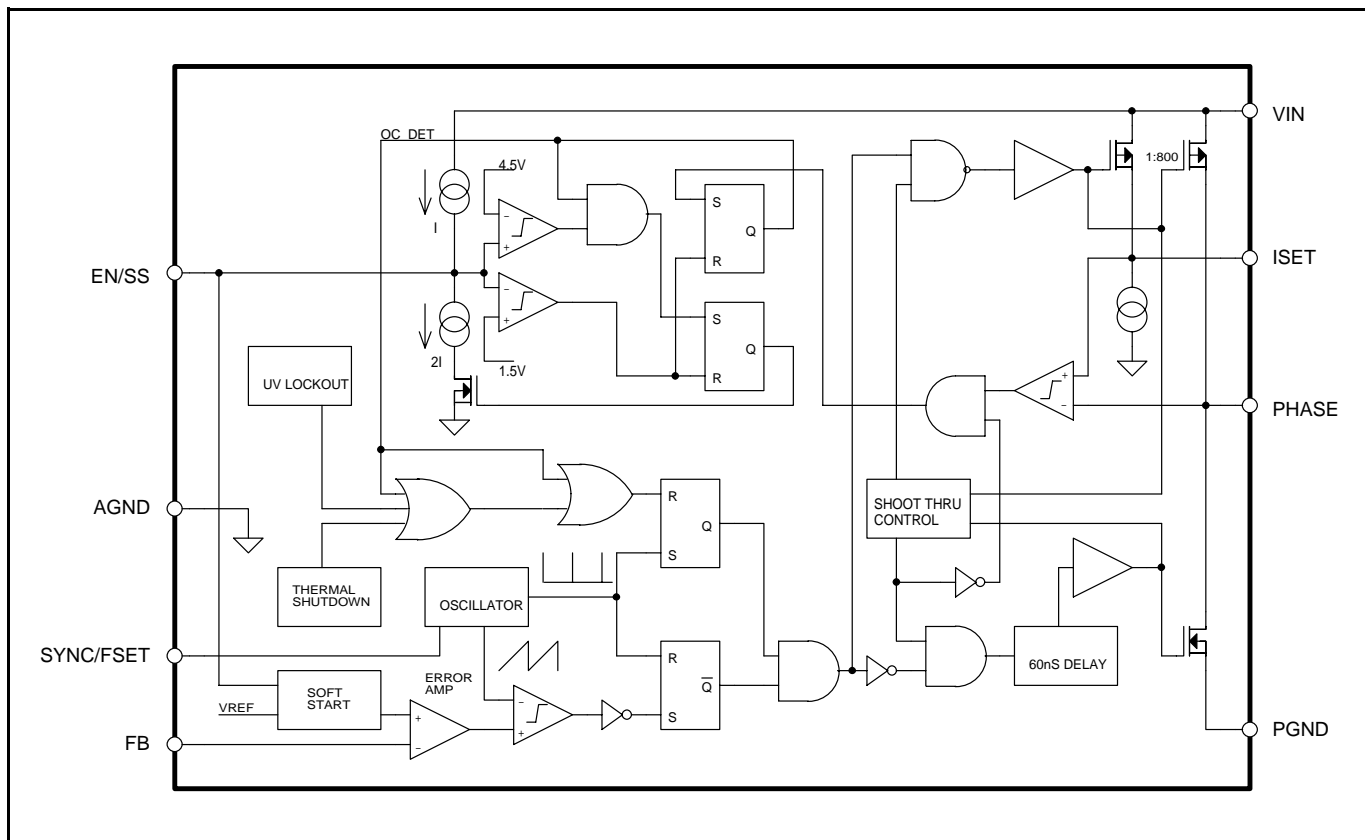 VIN
OC_DET
4.5V
1:800
I
S
Q
R
EN/SS
ISET
2I
1.5V
S
Q
R
UV LOCKOUT
PHASE
AGND
SHOOT THRU
CONTROL
R
Q
S
THERMAL
SHUTDOWN
OSCILLATOR
SYNC/FSET
R
Q
S
60nS DELAY
ERROR
AMP
SOFT
START
VREF
FB
PGND
+
-